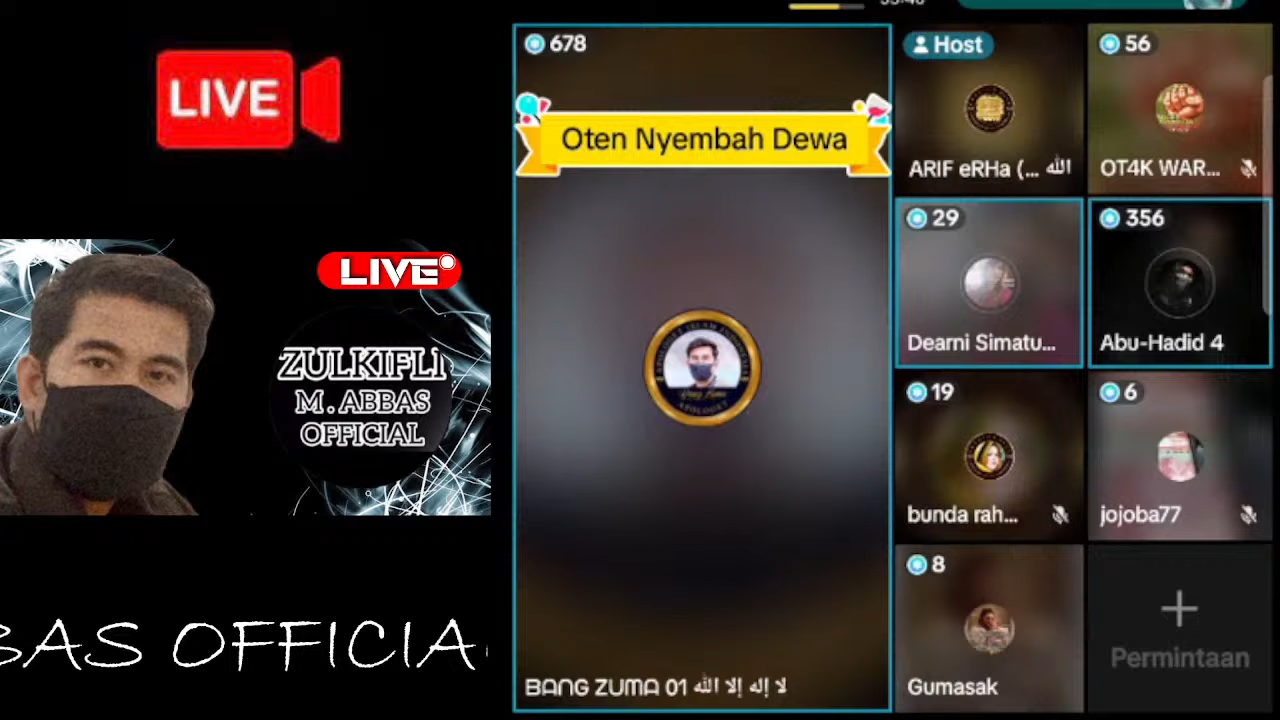 LIVE
LIVE
ZULKIFLI
M. ABBAS
OFFICIAL
BAS OFFICIA
678
Oten Nyembah Dewa
BANG ZUMA 01 لا إله إلا الله
Host
ARIF eRHa (... الله
56
OT4K WAR...
29
Dearni Simatu...
356
Abu-Hadid 4
19
bunda rah...
6
jojoba77
8
Gumasak
Permintaan